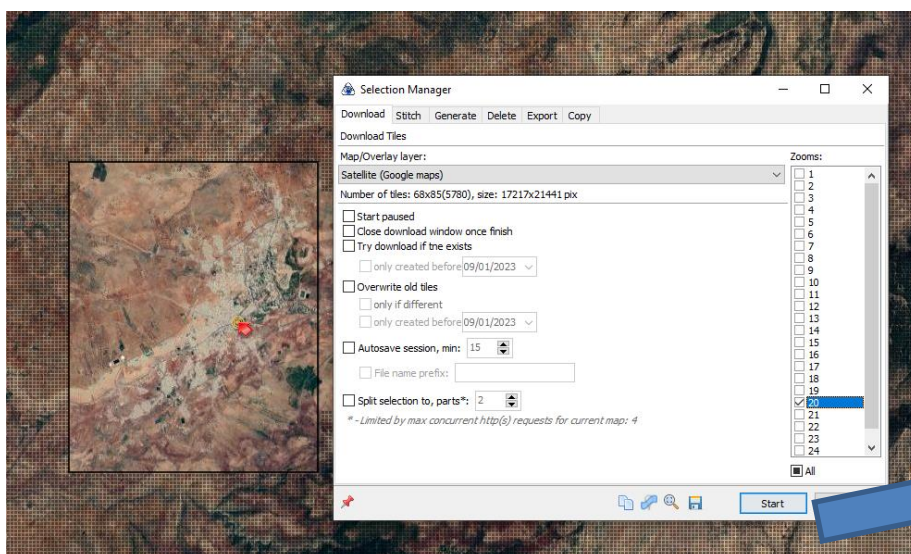 Selection Manager
Download Stitch Generate Delete Export Copy
Download Tiles
Map/Overlay layer:
Satellite (Google maps)
Number of tiles: 68x85(5780), size: 17217x21441 pix
Zooms:
1
2
3
4
5
6
7
8
9
10
11
12
13
14
15
16
17
18
19
20
21
22
23
24
All
Start paused
Close download window once finish
Try download if tne exists
only created before 09/01/2023
Overwrite old tiles
only if different
only created before 09/01/2023
Autosave session, min: 15
File name prefix:
Split selection to, parts*: 2
* - Limited by max concurrent http(s) requests for current map: 4
Start